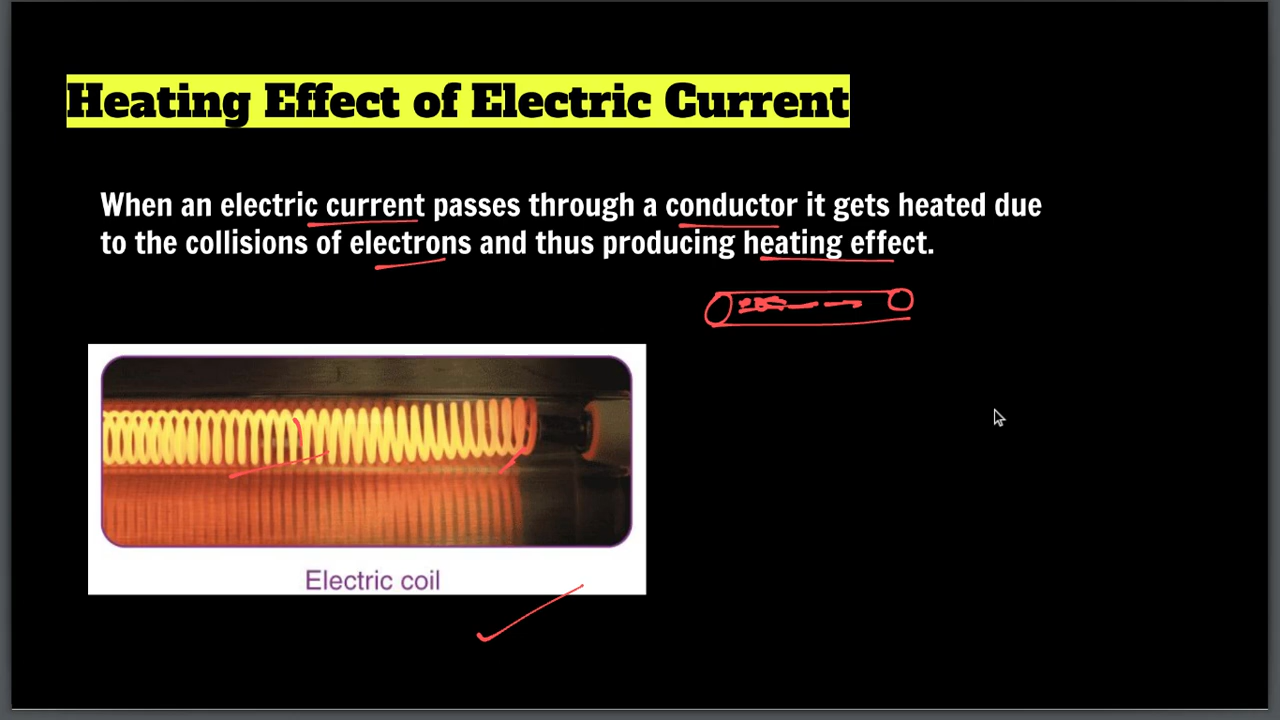 Heating Effect of Electric Current
When an electric current passes through a conductor it gets heated due
to the collisions of electrons and thus producing heating effect.
Electric coil